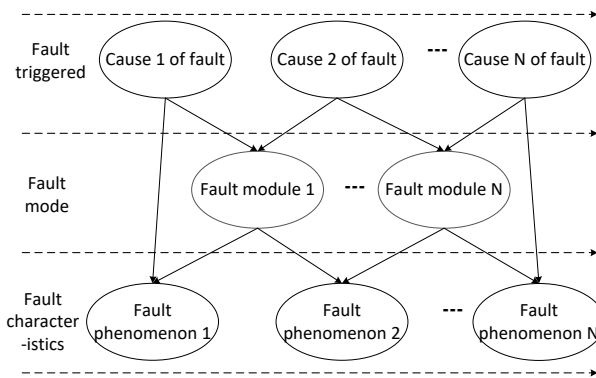 Fault
triggered
Cause 1 of fault
Cause 2 of fault
---
Cause N of fault
Fault
mode
Fault module 1
---
Fault module N
Fault
character
-istics
Fault
phenomenon 1
Fault
phenomenon 2
---
Fault
phenomenon N